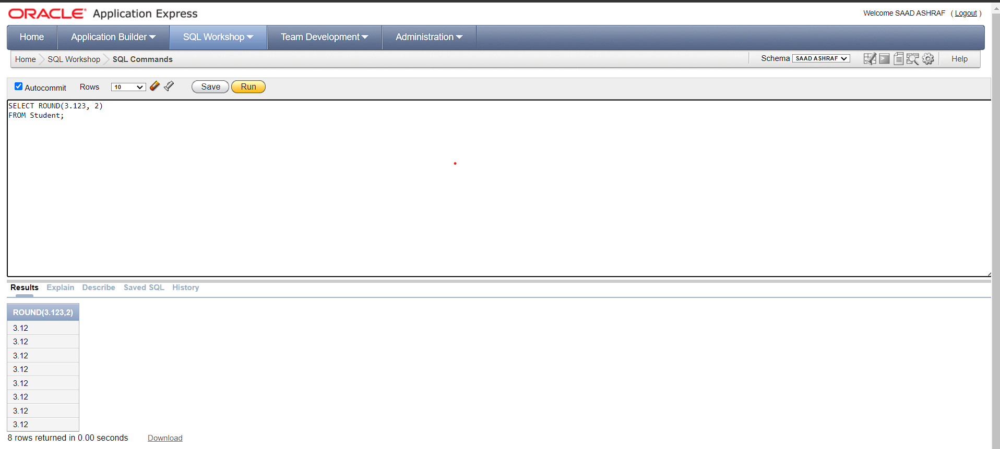 ORACLE® Application Express
Welcome SAAD ASHRAF ( Logout )
Home Application Builder SQL Workshop Team Development Administration
Home SQL Workshop SQL Commands Schema SAAD ASHRAF Help
Autocommit Rows 10 Save Run
SELECT ROUND(3.123, 2)
FROM Student;
Results Explain Describe Saved SQL History
ROUND(3.123,2)
3.12
3.12
3.12
3.12
3.12
3.12
3.12
3.12
8 rows returned in 0.00 seconds Download